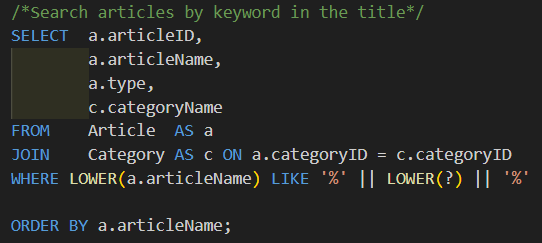 /*Search articles by keyword in the title*/
SELECT  a.articleID,
        a.articleName,
        a.type,
        c.categoryName
FROM    Article  AS a
JOIN    Category AS c ON a.categoryID = c.categoryID
WHERE LOWER(a.articleName) LIKE '%' || LOWER(?) || '%'

ORDER BY a.articleName;